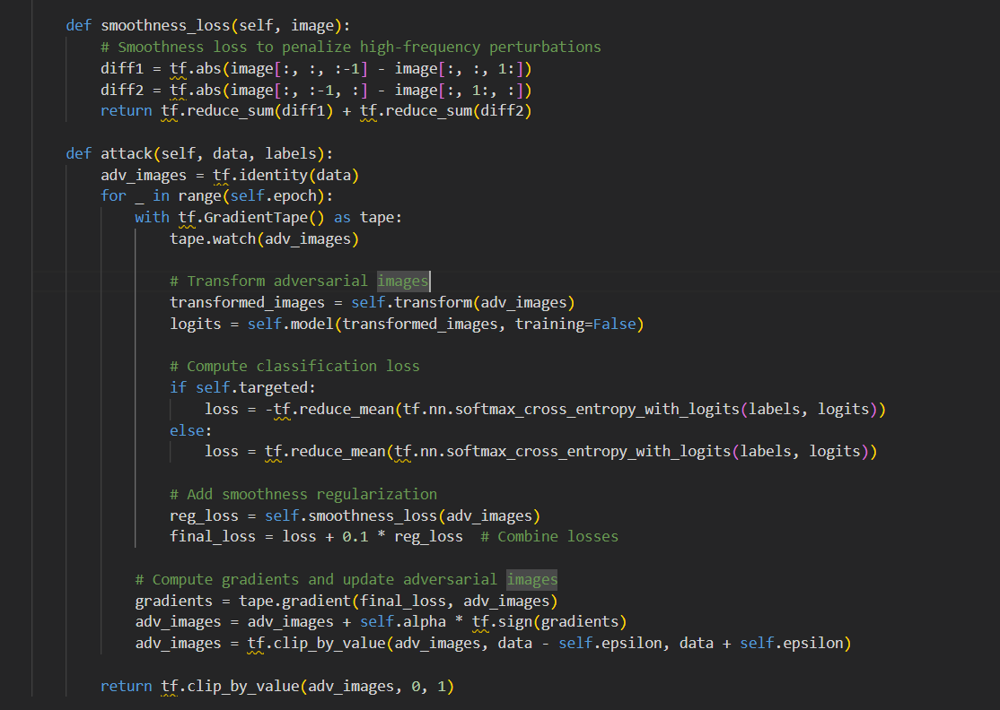 def smoothness_loss(self, image):
# Smoothness loss to penalize high-frequency perturbations
diff1 = tf.abs(image[:, :, :-1] - image[:, :, 1:])
diff2 = tf.abs(image[:, :-1, :] - image[:, 1:, :])
return tf.reduce_sum(diff1) + tf.reduce_sum(diff2)
def attack(self, data, labels):
adv_images = tf.identity(data)
for _ in range(self.epoch):
with tf.GradientTape() as tape:
tape.watch(adv_images)
# Transform adversarial images
transformed_images = self.transform(adv_images)
logits = self.model(transformed_images, training=False)
# Compute classification loss
if self.targeted:
loss = -tf.reduce_mean(tf.nn.softmax_cross_entropy_with_logits(labels, logits))
else:
loss = tf.reduce_mean(tf.nn.softmax_cross_entropy_with_logits(labels, logits))
# Add smoothness regularization
reg_loss = self.smoothness_loss(adv_images)
final_loss = loss + 0.1 * reg_loss  # Combine losses
# Compute gradients and update adversarial images
gradients = tape.gradient(final_loss, adv_images)
adv_images = adv_images + self.alpha * tf.sign(gradients)
adv_images = tf.clip_by_value(adv_images, data - self.epsilon, data + self.epsilon)
return tf.clip_by_value(adv_images, 0, 1)